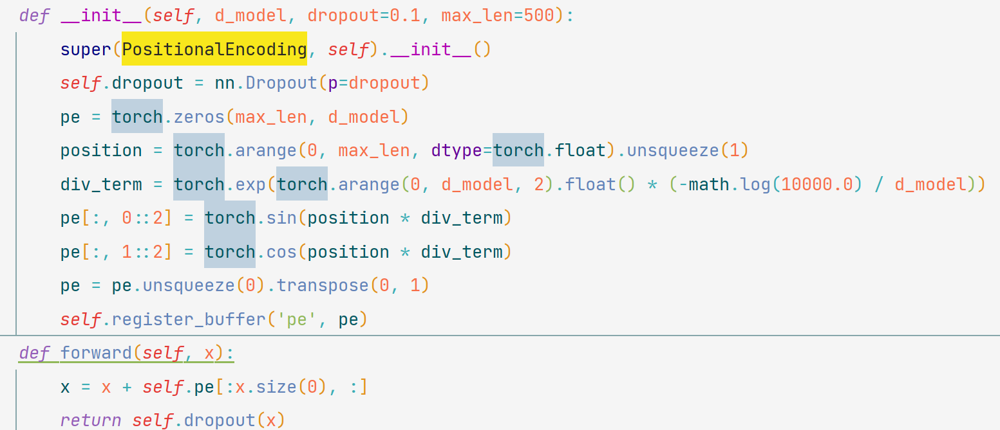 def __init__(self, d_model, dropout=0.1, max_len=500):
super(PositionalEncoding, self).__init__()
self.dropout = nn.Dropout(p=dropout)
pe = torch.zeros(max_len, d_model)
position = torch.arange(0, max_len, dtype=torch.float).unsqueeze(1)
div_term = torch.exp(torch.arange(0, d_model, 2).float() * (-math.log(10000.0) / d_model))
pe[:, 0::2] = torch.sin(position * div_term)
pe[:, 1::2] = torch.cos(position * div_term)
pe = pe.unsqueeze(0).transpose(0, 1)
self.register_buffer('pe', pe)
def forward(self, x):
x = x + self.pe[:x.size(0), :]
return self.dropout(x)